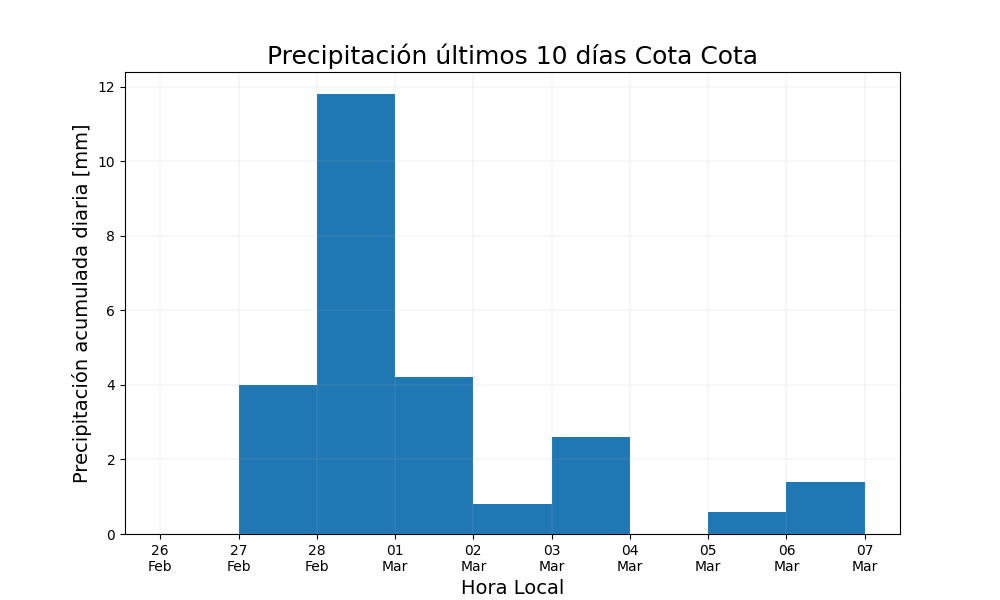 Precipitación últimos 10 días Cota Cota
Precipitación acumulada diaria [mm]
12
10
8
6
4
2
0
26 27 28 01 02 03 04 05 06 07
Feb Feb Feb Mar Mar Mar Mar Mar Mar Mar
Hora Local